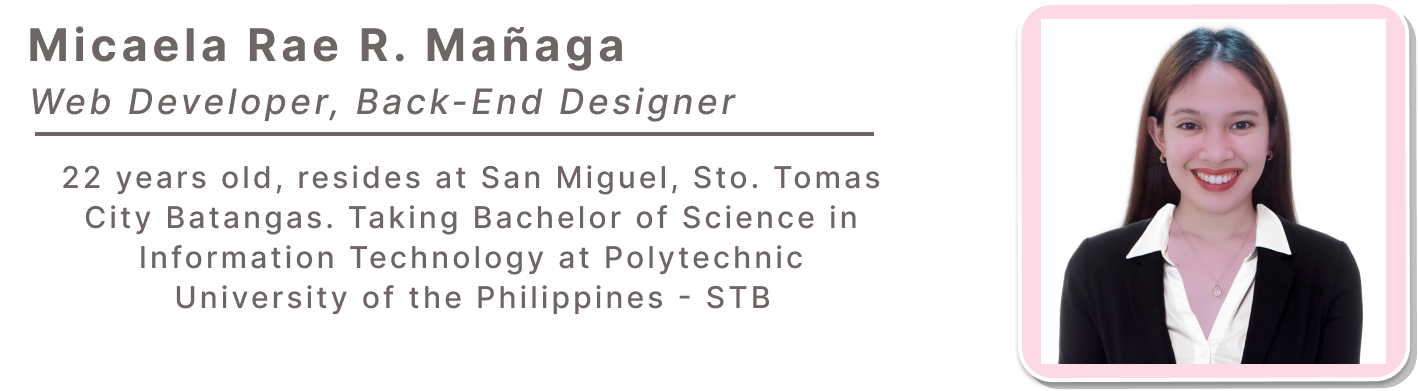 Micaela Rae R. Mañaga
Web Developer, Back-End Designer
22 years old, resides at San Miguel, Sto. Tomas
City Batangas. Taking Bachelor of Science in
Information Technology at Polytechnic
University of the Philippines - STB